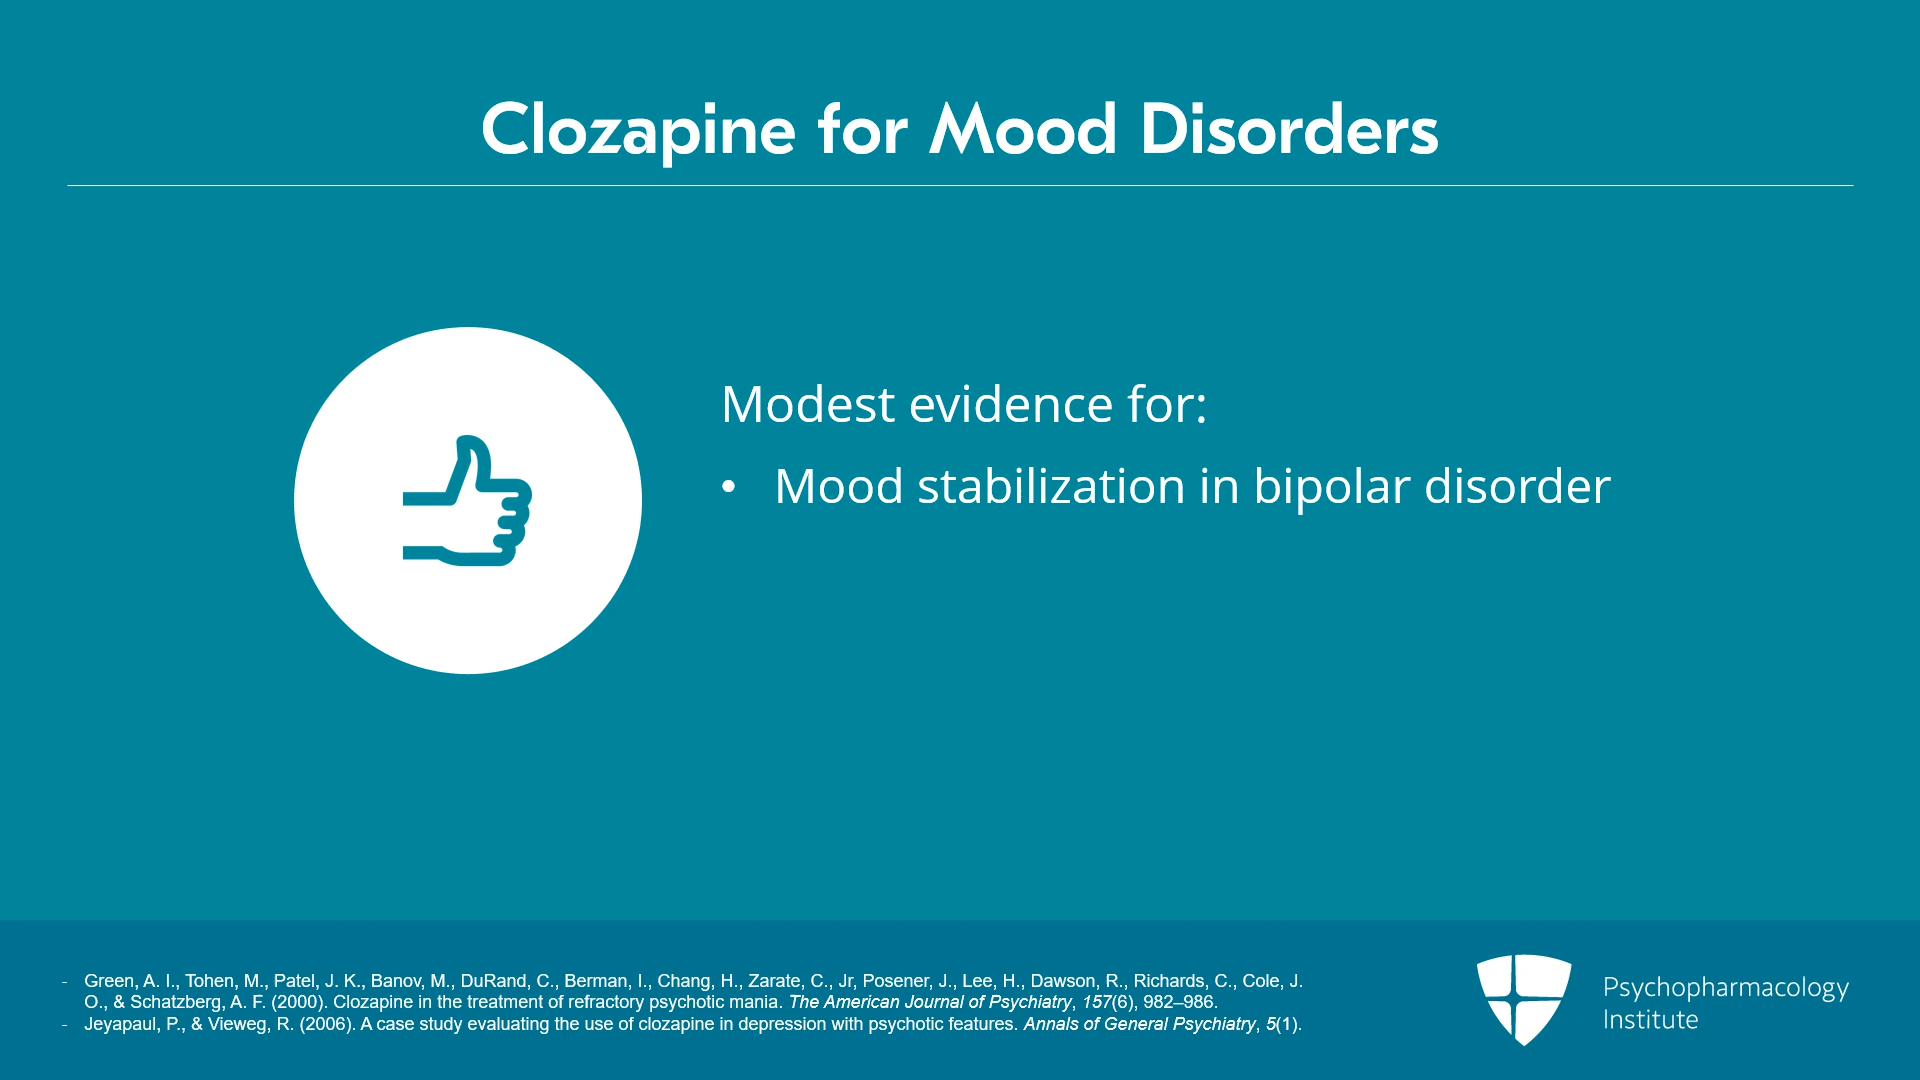 Clozapine for Mood Disorders
Modest evidence for:
• Mood stabilization in bipolar disorder
- Green, A. I., Tohen, M., Patel, J. K., Banov, M., DuRand, C., Berman, I., Chang, H., Zarate, C., Jr, Posener, J., Lee, H., Dawson, R., Richards, C., Cole, J.
O., & Schatzberg, A. F. (2000). Clozapine in the treatment of refractory psychotic mania. The American Journal of Psychiatry, 157(6), 982–986.
- Jeyapaul, P., & Vieweg, R. (2006). A case study evaluating the use of clozapine in depression with psychotic features. Annals of General Psychiatry, 5(1).
Psychopharmacology
Institute